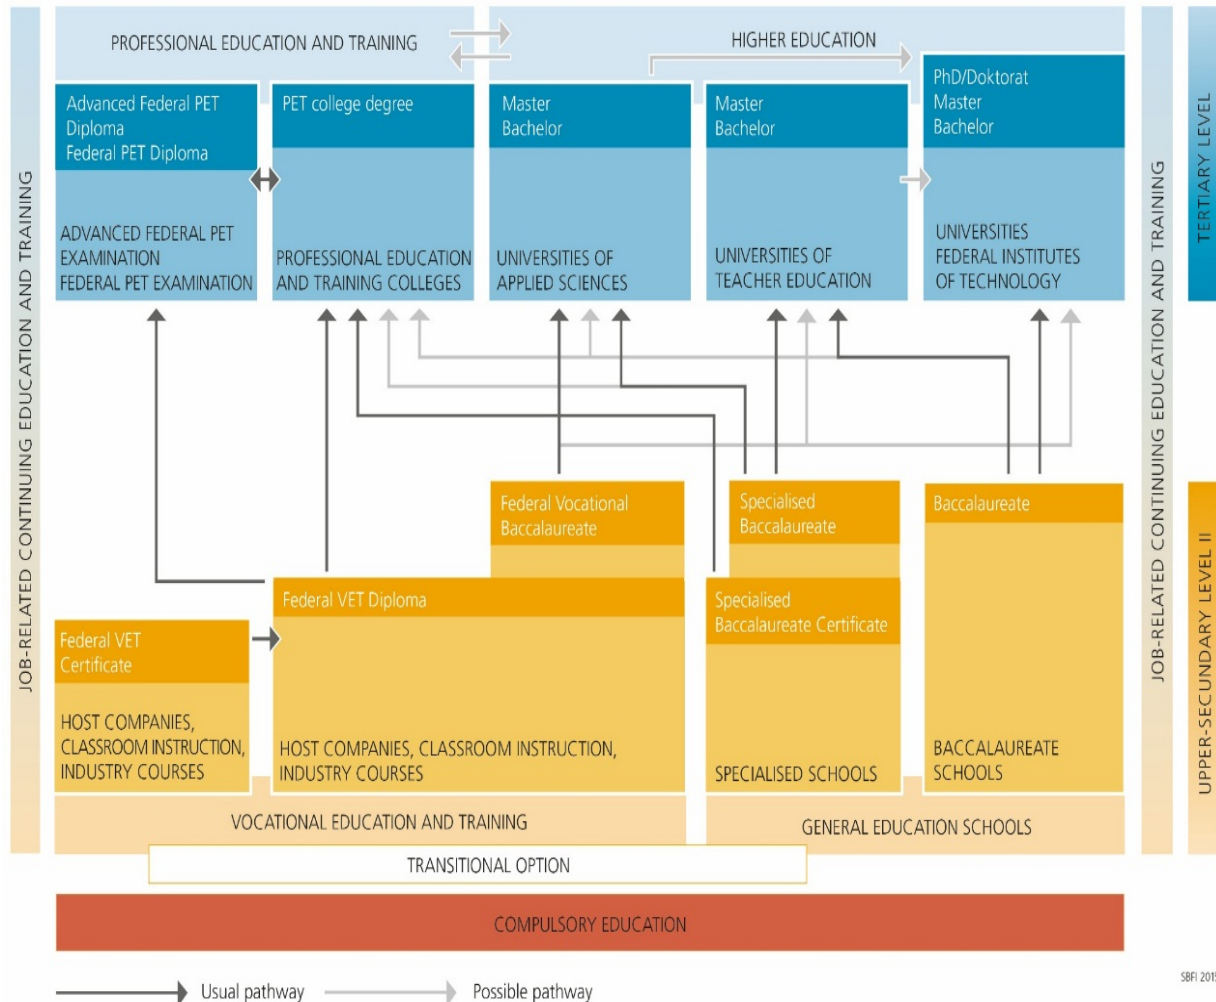 PROFESSIONAL EDUCATION AND TRAINING
HIGHER EDUCATION
Advanced Federal PET
Diploma
Federal PET Diploma
ADVANCED FEDERAL PET
EXAMINATION
FEDERAL PET EXAMINATION
PET college degree
PROFESSIONAL EDUCATION
AND TRAINING COLLEGES
Master
Bachelor
UNIVERSITIES OF
APPLIED SCIENCES
Master
Bachelor
UNIVERSITIES OF
TEACHER EDUCATION
PhD/Doktorat
Master
Bachelor
UNIVERSITIES
FEDERAL INSTITUTES
OF TECHNOLOGY
JOB-RELATED CONTINUING EDUCATION AND TRAINING
JOB-RELATED CONTINUING EDUCATION AND TRAINING
TERTIARY LEVEL
UPPER-SECUNDARY LEVEL II
Federal Vocational
Baccalaureate
Specialised
Baccalaureate
Baccalaureate
Federal VET Diploma
Specialised
Baccalaureate Certificate
Federal VET
Certificate
HOST COMPANIES,
CLASSROOM INSTRUCTION,
INDUSTRY COURSES
HOST COMPANIES, CLASSROOM INSTRUCTION,
INDUSTRY COURSES
SPECIALISED SCHOOLS
BACCALAUREATE
SCHOOLS
VOCATIONAL EDUCATION AND TRAINING
GENERAL EDUCATION SCHOOLS
TRANSITIONAL OPTION
COMPULSORY EDUCATION
Usual pathway
Possible pathway
SBFI 2015